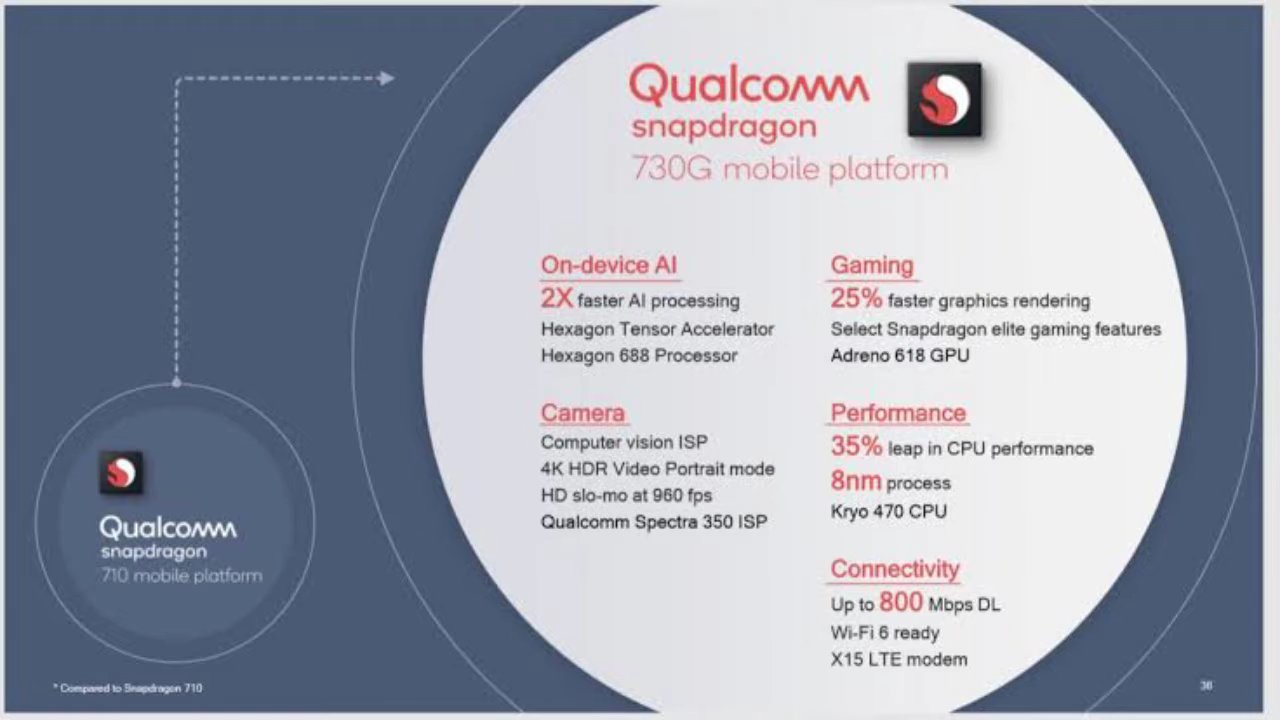 Qualcomm
snapdragon
730G mobile platform
On-device AI
2X faster AI processing
Hexagon Tensor Accelerator
Hexagon 688 Processor
Camera
Computer vision ISP
4K HDR Video Portrait mode
HD slo-mo at 960 fps
Qualcomm Spectra 350 ISP
Gaming
25% faster graphics rendering
Select Snapdragon elite gaming features
Adreno 618 GPU
Performance
35% leap in CPU performance
8nm process
Kryo 470 CPU
Connectivity
Up to 800 Mbps DL
Wi-Fi 6 ready
X15 LTE modem
Qualcomm
snapdragon
710 mobile platform
* Compared to Snapdragon 710
36